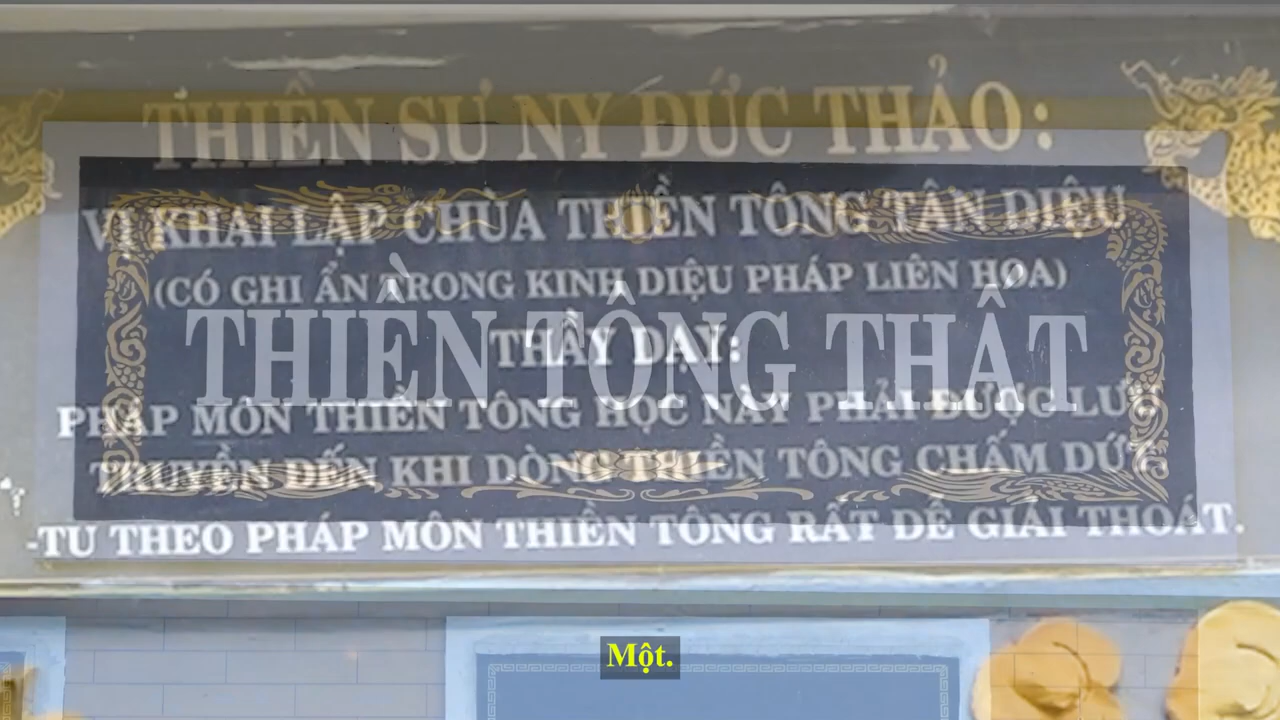 THIỀN SƯ NY ĐỨC THẢO:
VỊ KHAI LẬP CHÙA THIỀN TÔNG TÂN DIỆU
(CÓ GHI ẨN TRONG KINH DIỆU PHÁP LIÊN HOA)
THIỀN TÔNG THẤT
THẦY DẠY:
PHÁP MÔN THIỀN TÔNG HỌC NÀY PHẢI ĐƯỢC LƯU
TRUYỀN ĐẾN KHI DÒNG THIỀN TÔNG CHẤM DỨT
-TU THEO PHÁP MÔN THIỀN TÔNG RẤT DỄ GIẢI THOÁT.
Một.